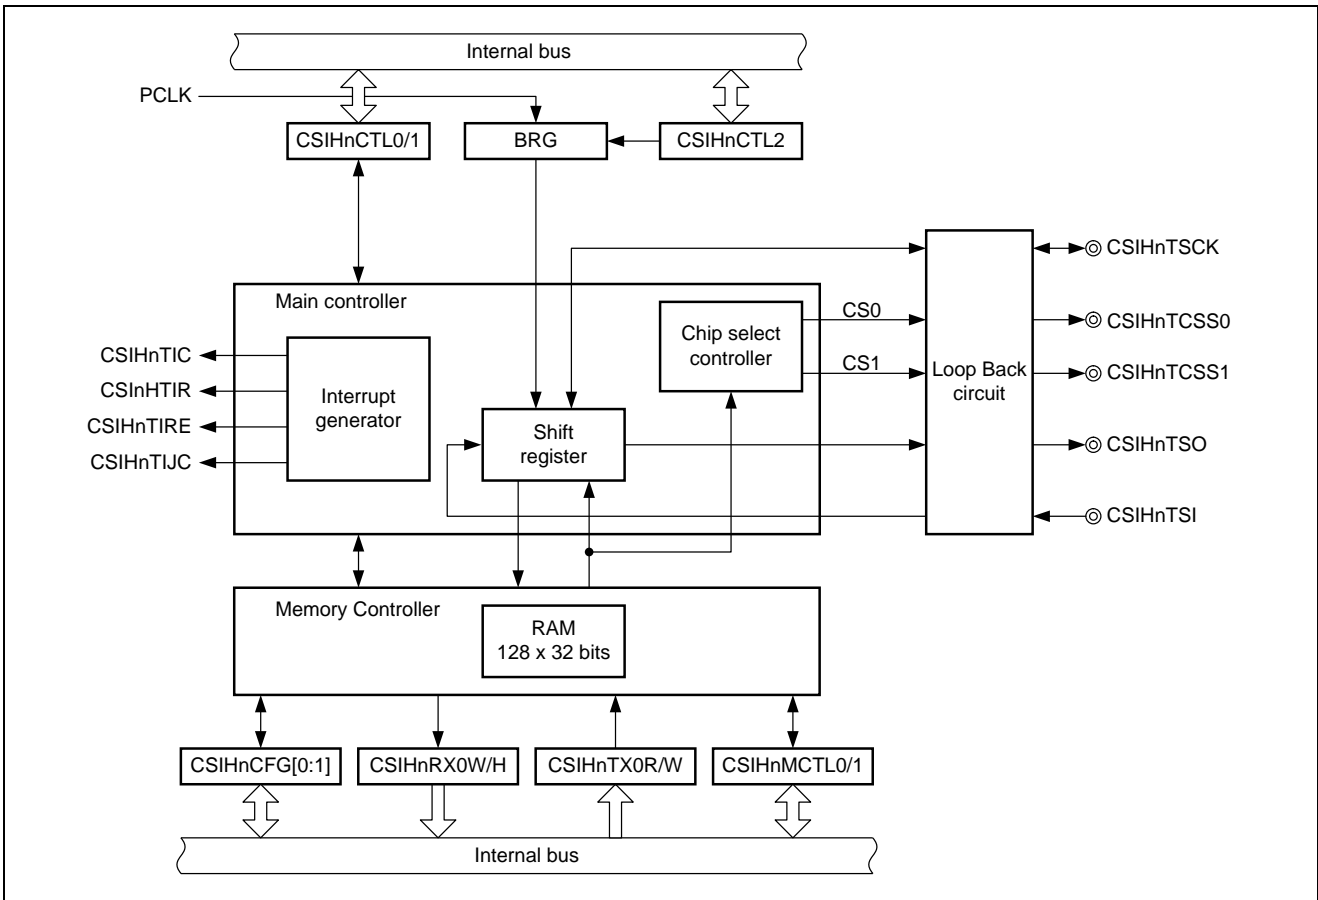 Internal bus
PCLK
CSIHnCTL0/1
BRG
CSIHnCTL2
CSIHnTSCK
Main controller
CS0
CSIHnTCSS0
Chip select
controller
CSIHnTIC
CS1
Loop Back
circuit
CSIHnTCSS1
CSInHTIR
Interrupt
generator
CSIHnTIRE
Shift
register
CSIHnTSO
CSIHnTIJC
CSIHnTSI
Memory Controller
RAM
128 x 32 bits
CSIHnCFG[0:1]
CSIHnRX0W/H
CSIHnTX0R/W
CSIHnMCTL0/1
Internal bus